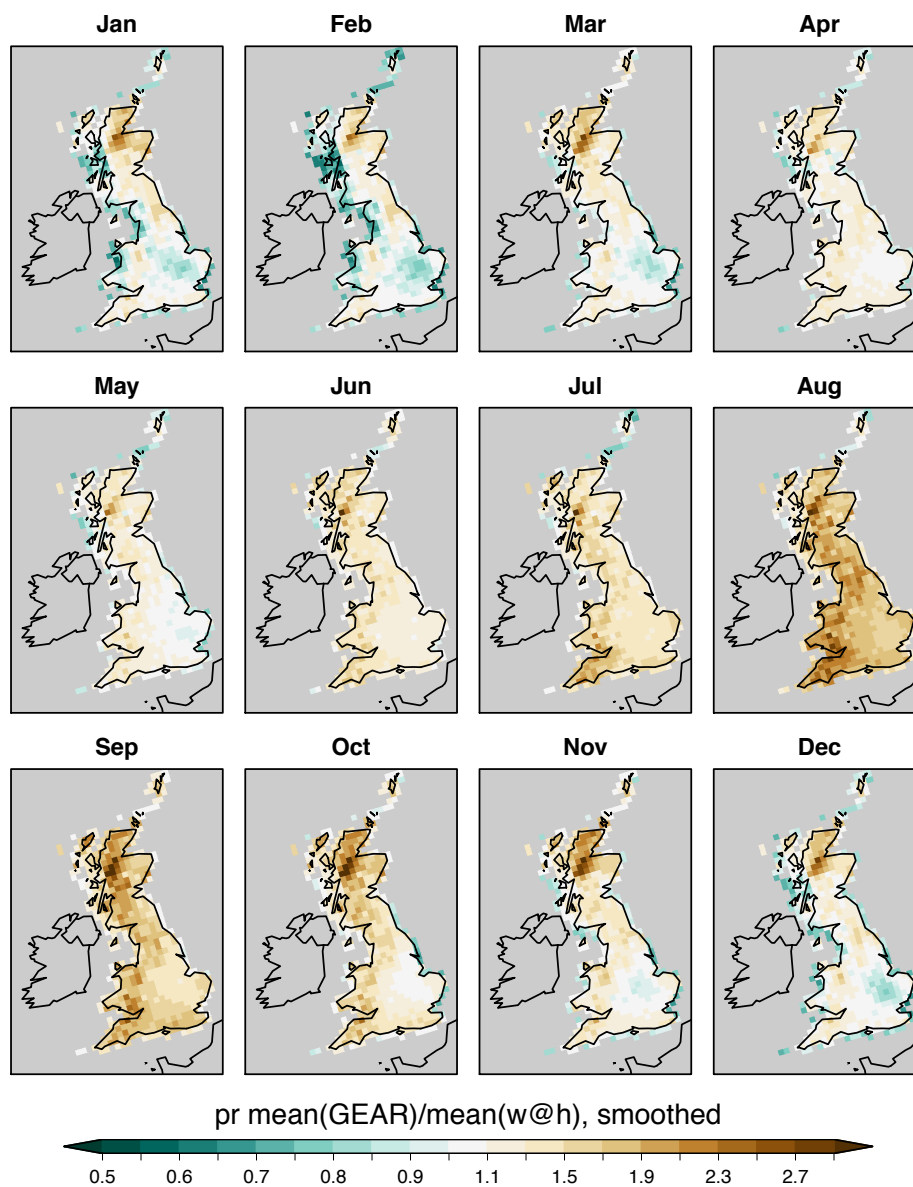 Jan Feb Mar Apr
May Jun Jul Aug
Sep Oct Nov Dec
pr mean(GEAR)/mean(w@h), smoothed
0.5 0.6 0.7 0.8 0.9 1.1 1.5 1.9 2.3 2.7